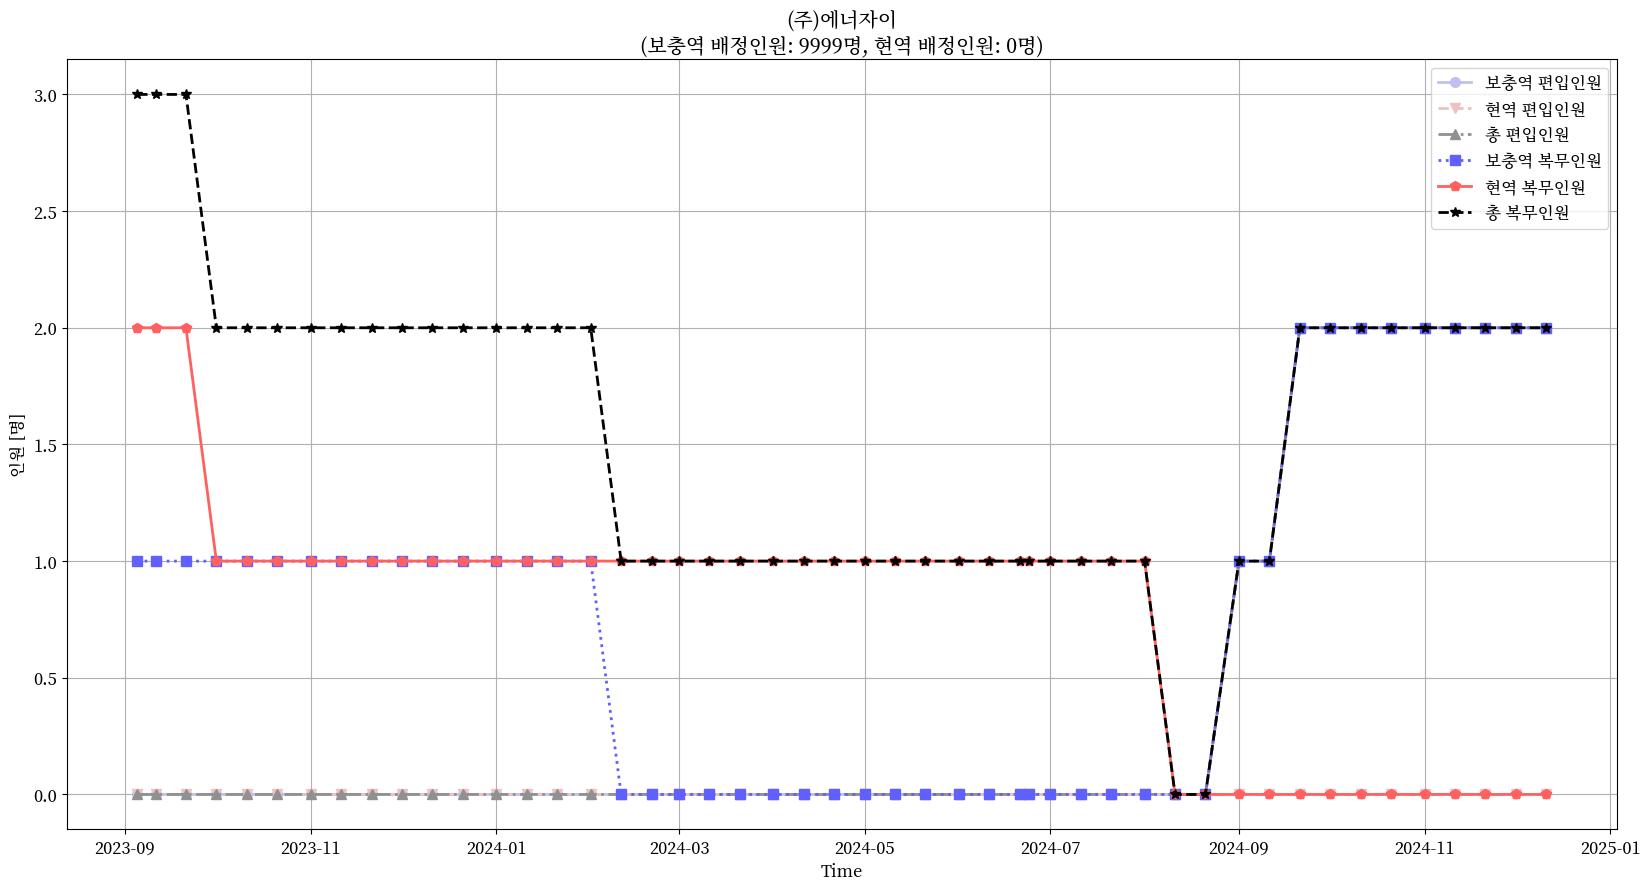 (주)에너자이
(보충역 배정인원: 9999명, 현역 배정인원: 0명)
보충역 편입인원
현역 편입인원
총 편입인원
보충역 복무인원
현역 복무인원
총 복무인원
인원 [명]
3.0
2.5
2.0
1.5
1.0
0.5
0.0
2023-09 2023-11 2024-01 2024-03 2024-05 2024-07 2024-09 2024-11 2025-01
Time